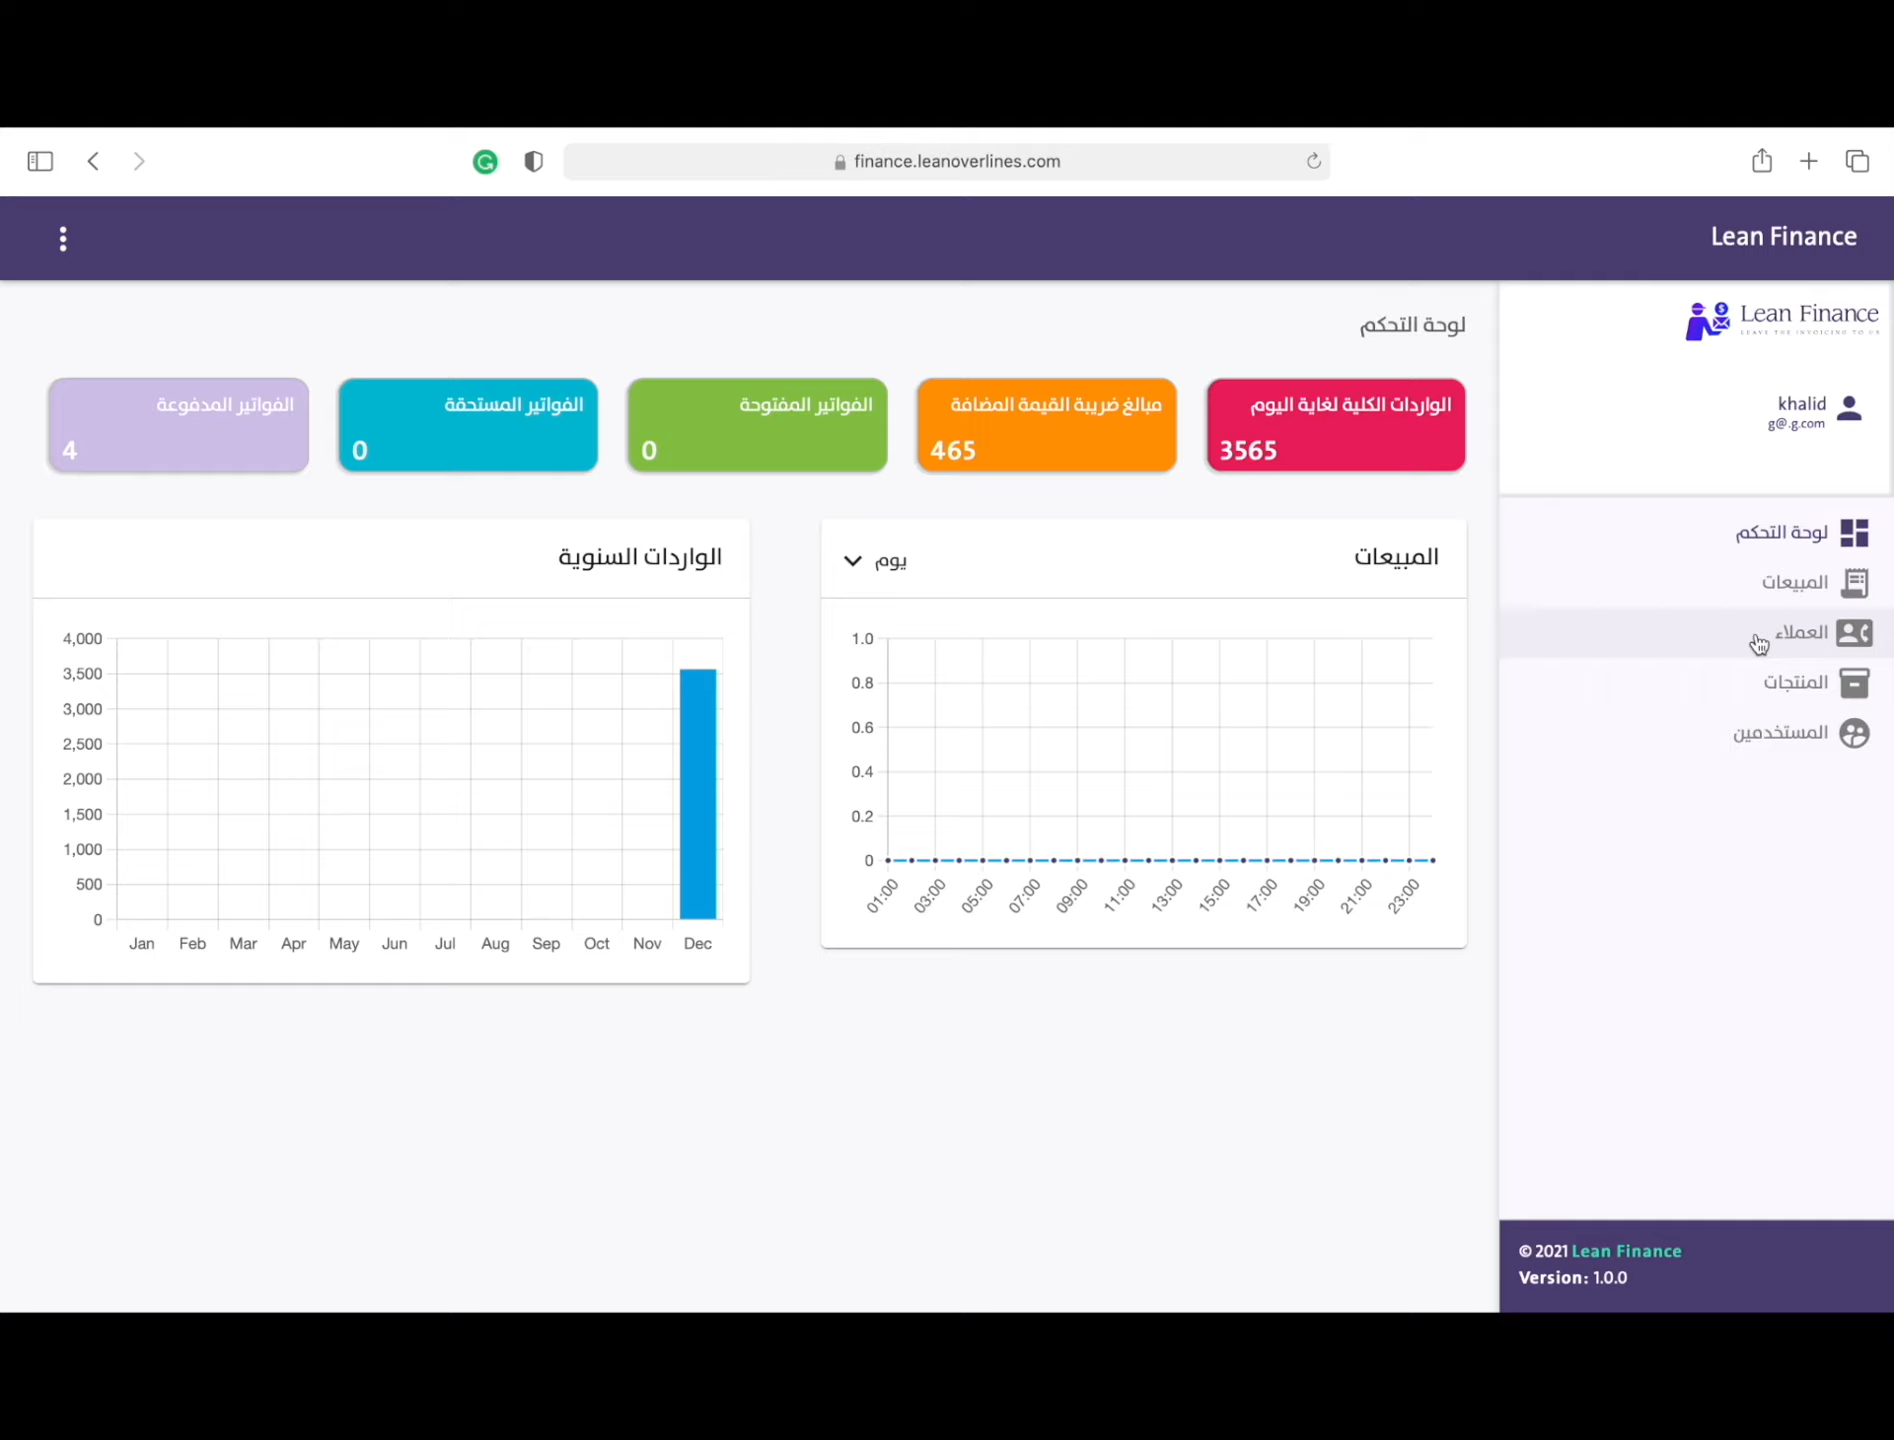 finance.leanoverlines.com
Lean Finance
Lean Finance
LEAVE THE INVOICING TO US
khalid
g@.g.com
لوحة التحكم
المبيعات
العملاء
المنتجات
المستخدمين
لوحة التحكم
الواردات الكلية لغاية اليوم
3565
مبالغ ضريبة القيمة المضافة
465
الفواتير المفتوحة
0
الفواتير المستحقة
0
الفواتير المدفوعة
4
المبيعات
يوم
1.0
0.8
0.6
0.4
0.2
0
01:00 03:00 05:00 07:00 09:00 11:00 13:00 15:00 17:00 19:00 21:00 23:00
الواردات السنوية
4,000
3,500
3,000
2,500
2,000
1,500
1,000
500
0
Jan Feb Mar Apr May Jun Jul Aug Sep Oct Nov Dec
© 2021 Lean Finance
Version: 1.0.0